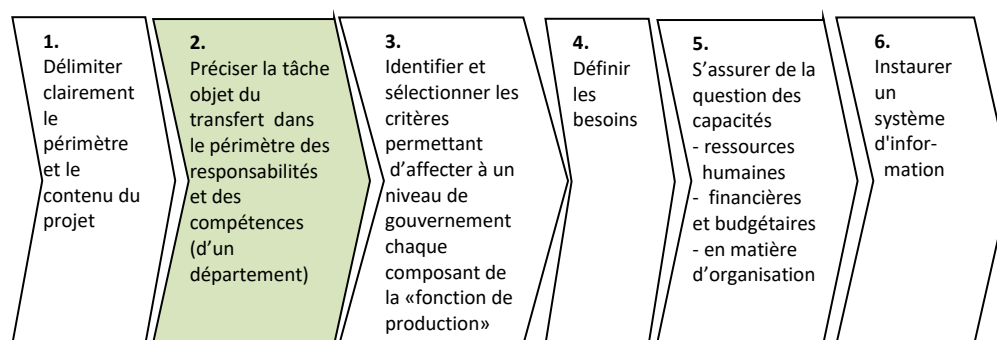 1.
Délimiter
clairement
le
périmètre
et le
contenu du
projet
2.
Préciser la tâche
objet du
transfert dans
le périmètre des
responsabilités
et des
compétences
(d’un
département)
3.
Identifier et
sélectionner les
critères
permettant
d’affecter à un
niveau de
gouvernement
chaque
composant de
la «fonction de
production»
4.
Définir
les
besoins
5.
S’assurer de la
question des
capacités
- ressources
humaines
- financières
et budgétaires
- en matière
d’organisation
6.
Instaurer
un
système
d'infor-
mation